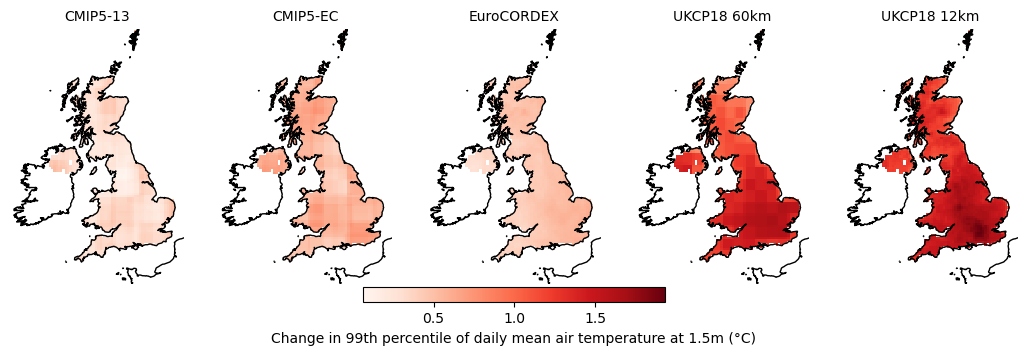 CMIP5-13 CMIP5-EC EuroCORDEX UKCP18 60km UKCP18 12km
0.5 1.0 1.5
Change in 99th percentile of daily mean air temperature at 1.5m (°C)